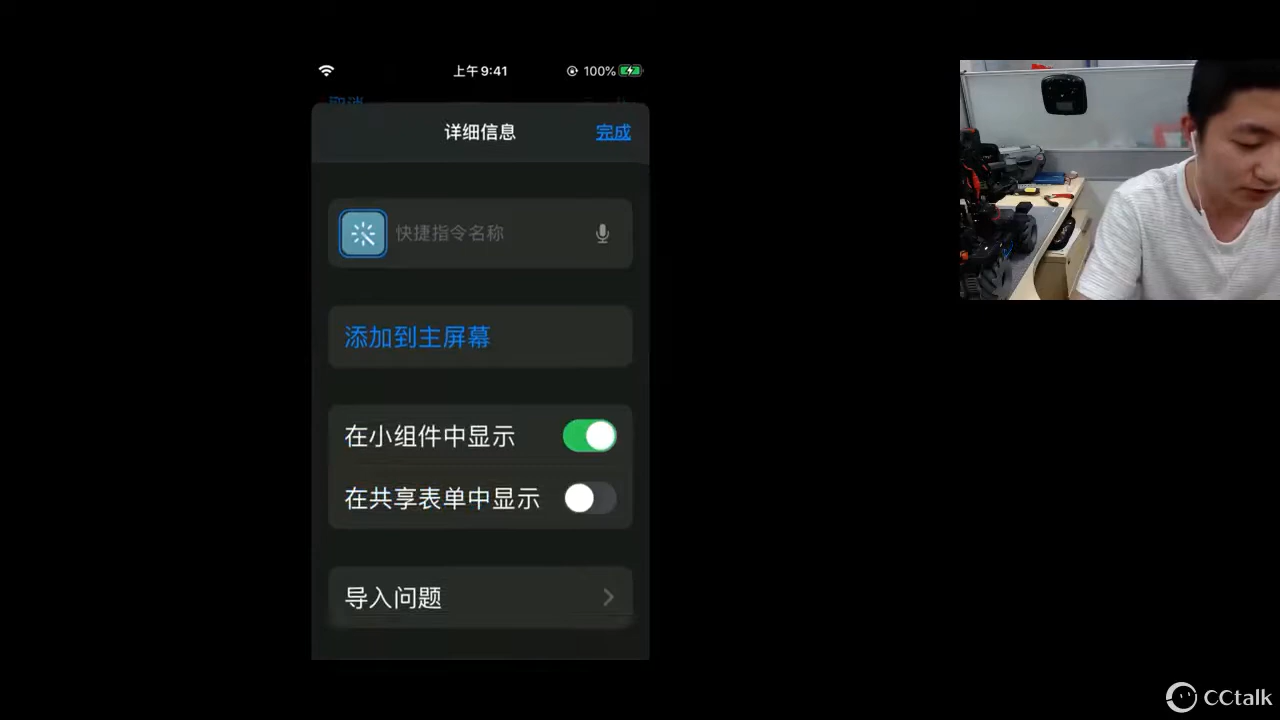 上午9:41
100%
取消
详细信息
完成
快捷指令名称
添加到主屏幕
在小组件中显示
在共享表单中显示
导入问题
CCtalk